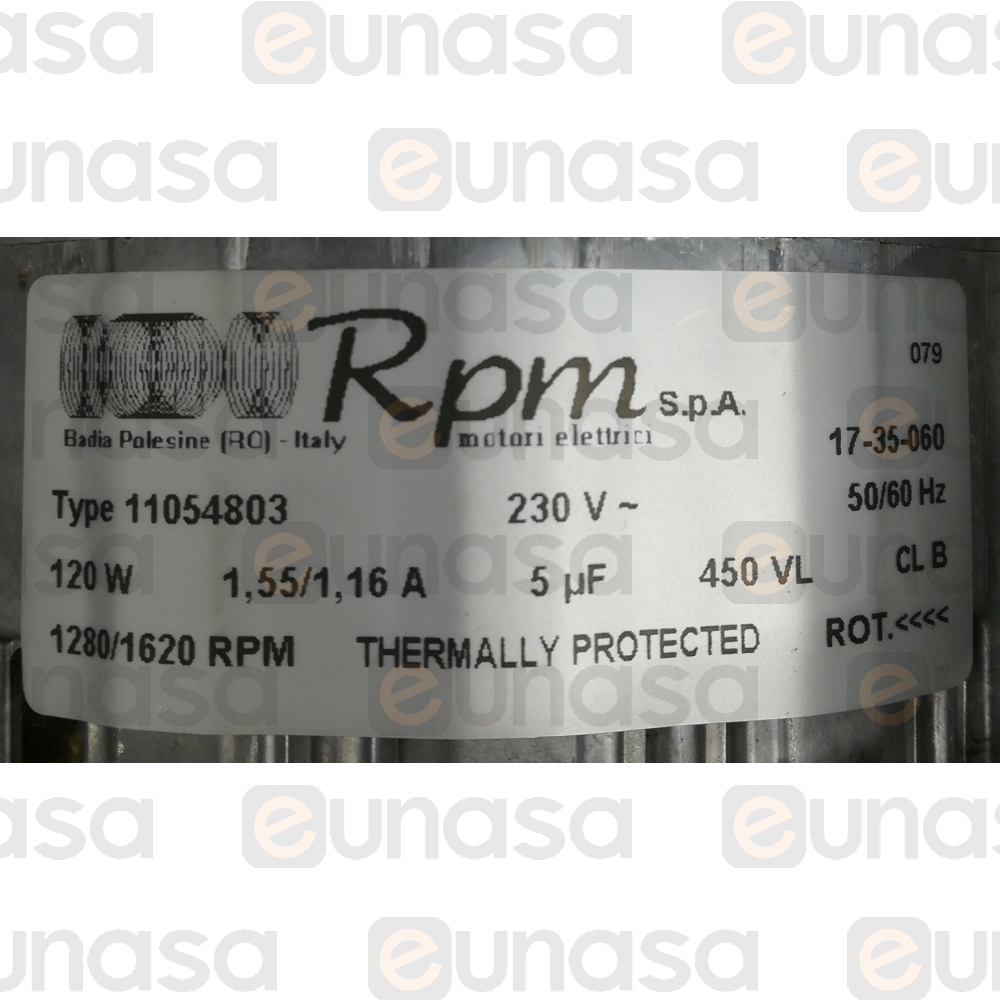 eunasa
Rpm S.p.A.
079
Badia Polesine (RO) - Italy
motori elettrici
17-35-060
Type 11054803
230 V ~
50/60 Hz
120 W
1,55/1,16 A
5 µF
450 VL
CL B
1280/1620 RPM
THERMALLY PROTECTED
ROT.<<<<